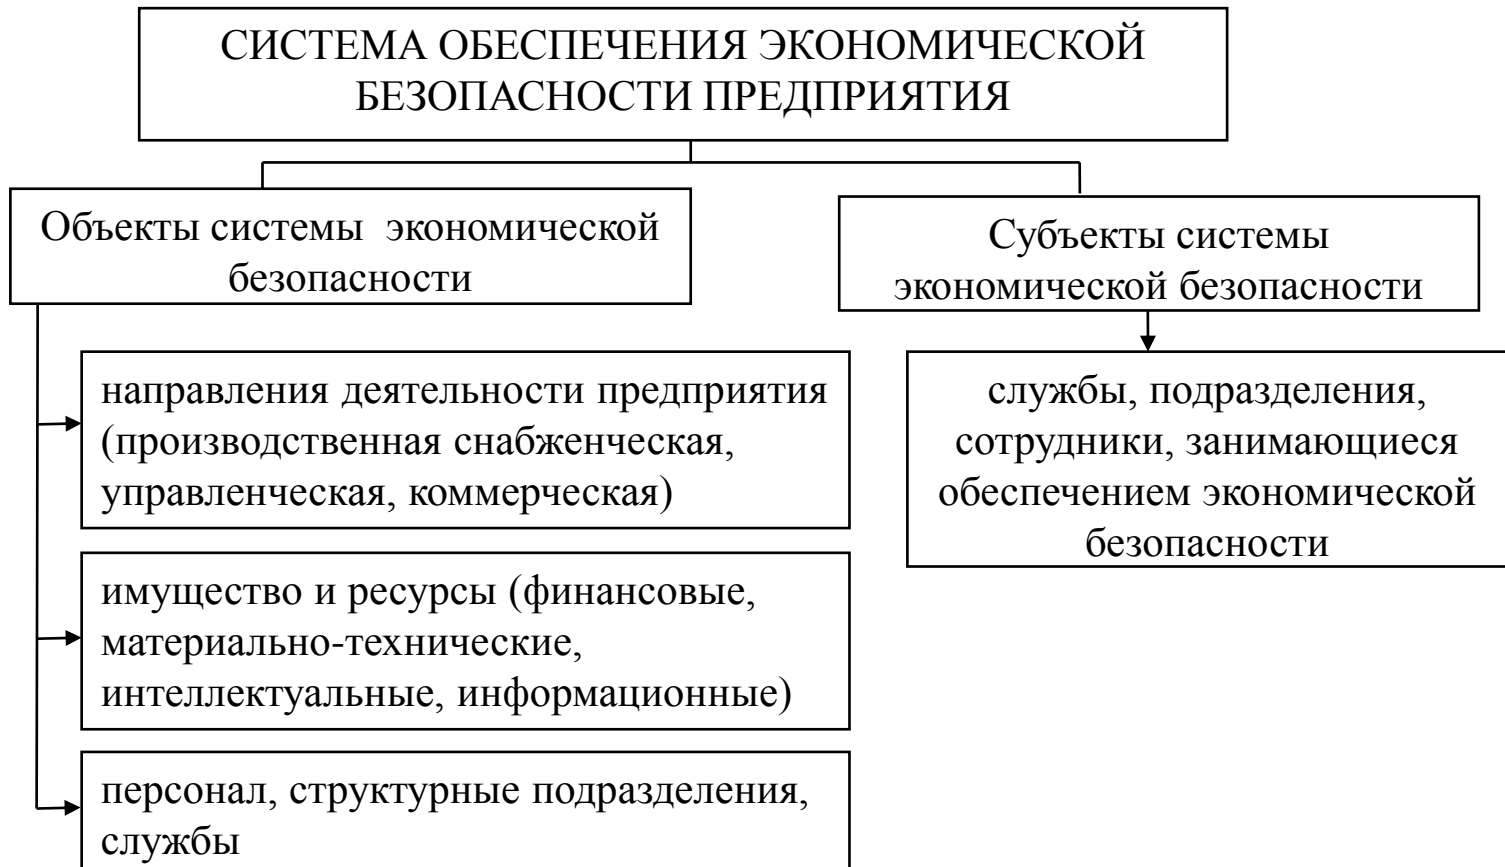 СИСТЕМА ОБЕСПЕЧЕНИЯ ЭКОНОМИЧЕСКОЙ
БЕЗОПАСНОСТИ ПРЕДПРИЯТИЯ
Объекты системы экономической
безопасности
направления деятельности предприятия
(производственная снабженческая,
управленческая, коммерческая)
имущество и ресурсы (финансовые,
материально-технические,
интеллектуальные, информационные)
персонал, структурные подразделения,
службы
Субъекты системы
экономической безопасности
службы, подразделения,
сотрудники, занимающиеся
обеспечением экономической
безопасности